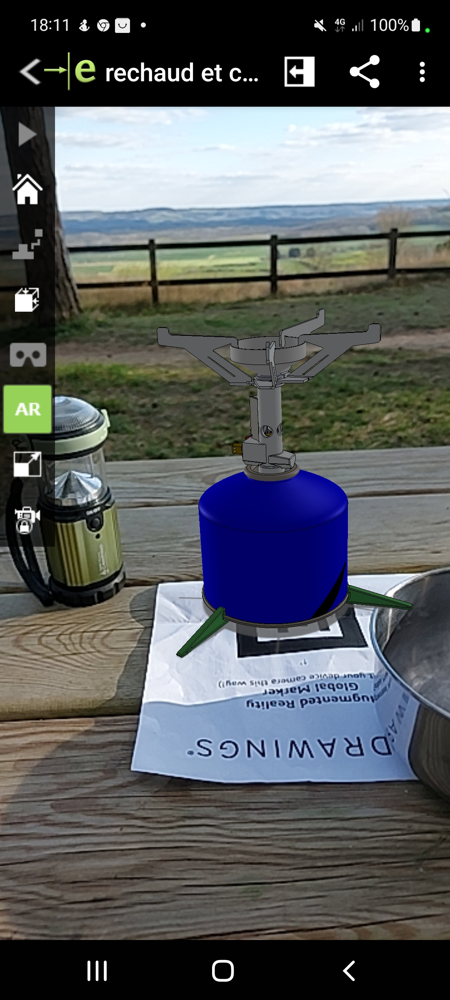 18:11
4G
100%
e rechaud et c...
AR
t your device camera this way!)
Global Marker
Augmented Reality
DRAWINGS®